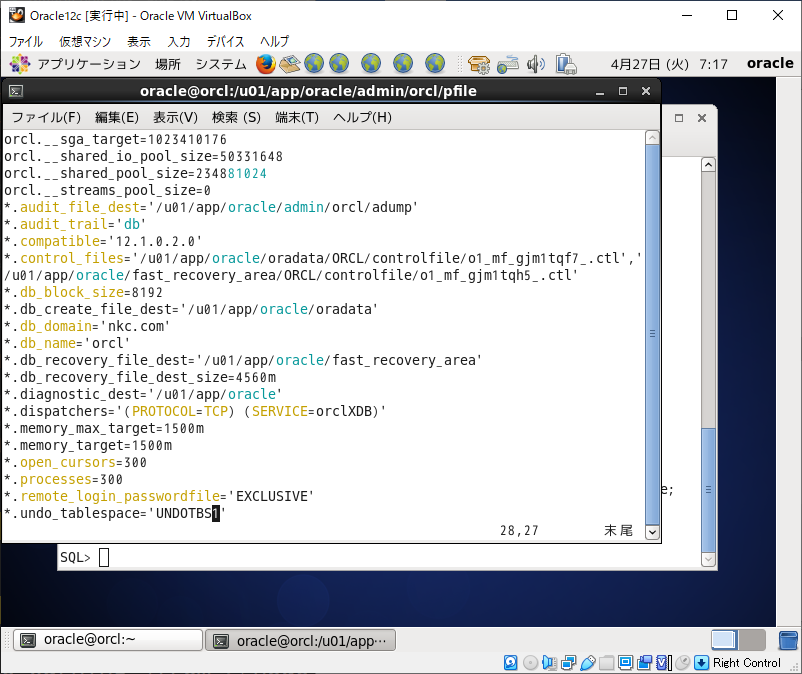 Oracle12c [実行中] - Oracle VM VirtualBox
ファイル 仮想マシン 表示 入力 デバイス ヘルプ
アプリケーション 場所 システム 4月27日 (火) 7:17 oracle
oracle@orcl:/u01/app/oracle/admin/orcl/pfile
ファイル(F) 編集(E) 表示(V) 検索 (S) 端末(T) ヘルプ(H)
orcl.__sga_target=1023410176
orcl.__shared_io_pool_size=50331648
orcl.__shared_pool_size=234881024
orcl.__streams_pool_size=0
*.audit_file_dest='/u01/app/oracle/admin/orcl/adump'
*.audit_trail='db'
*.compatible='12.1.0.2.0'
*.control_files='/u01/app/oracle/oradata/ORCL/controlfile/o1_mf_gjm1tqf7_.ctl','
/u01/app/oracle/fast_recovery_area/ORCL/controlfile/o1_mf_gjm1tqh5_.ctl'
*.db_block_size=8192
*.db_create_file_dest='/u01/app/oracle/oradata'
*.db_domain='nkc.com'
*.db_name='orcl'
*.db_recovery_file_dest='/u01/app/oracle/fast_recovery_area'
*.db_recovery_file_dest_size=4560m
*.diagnostic_dest='/u01/app/oracle'
*.dispatchers='(PROTOCOL=TCP) (SERVICE=orclXDB)'
*.memory_max_target=1500m
*.memory_target=1500m
*.open_cursors=300
*.processes=300
*.remote_login_passwordfile='EXCLUSIVE'
e;
*.undo_tablespace='UNDOTBS1'
28,27 末尾
SQL>
oracle@orcl:~ oracle@orcl:/u01/app…
Right Control